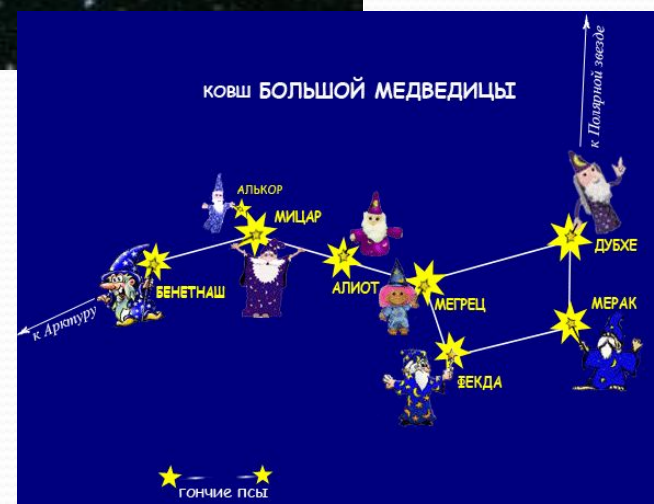 КОВШ БОЛЬШОЙ МЕДВЕДИЦЫ
к Полярной звезде
АЛЬКОР
МИЦАР
ДУБХЕ
БЕНЕТНАШ
АЛИОТ
МЕГРЕЦ
МЕРАК
к Арктуру
ФЕКДА
ГОНЧИЕ ПСЫ